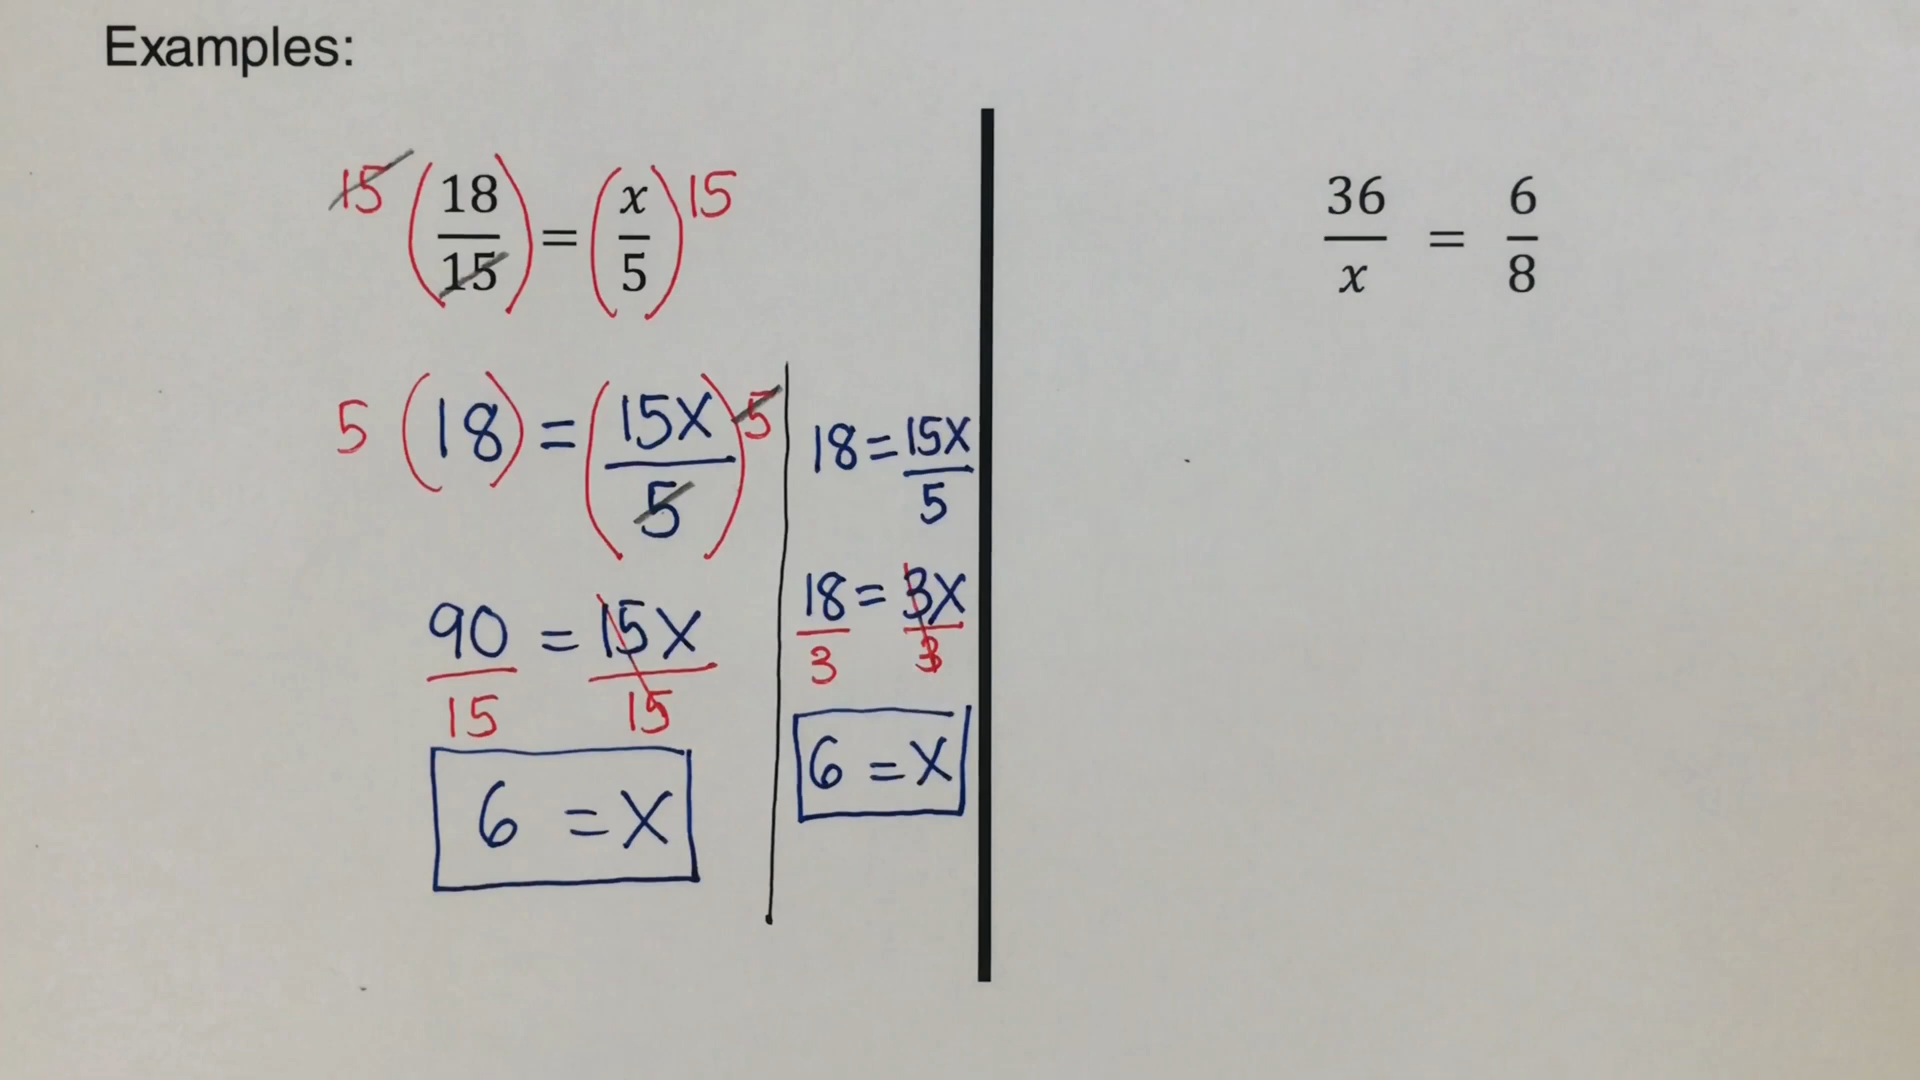 Examples:
15 (18/15) = (x/5) 15
5 (18) = (15X/5) 5
90/15 = 15X/15
6 = X
18 = 15X/5
18/3 = 3X/3
6 = X
36/x = 6/8